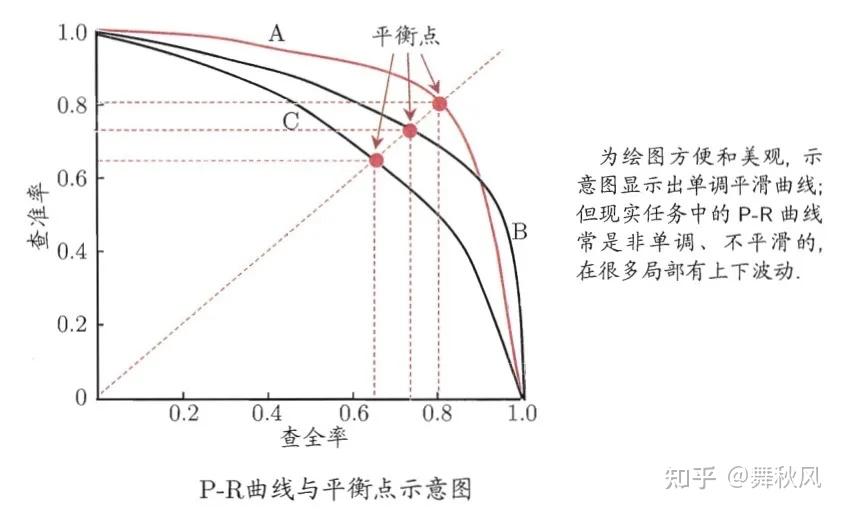 1.0
0.8
0.6
0.4
0.2
0
查准率
A
平衡点
C
B
0.2
0.4
0.6
0.8
1.0
查全率
P-R曲线与平衡点示意图
为绘图方便和美观, 示
意图显示出单调平滑曲线;
但现实任务中的 P-R 曲线
常是非单调、不平滑的,
在很多局部有上下波动.
知乎 @舞秋风